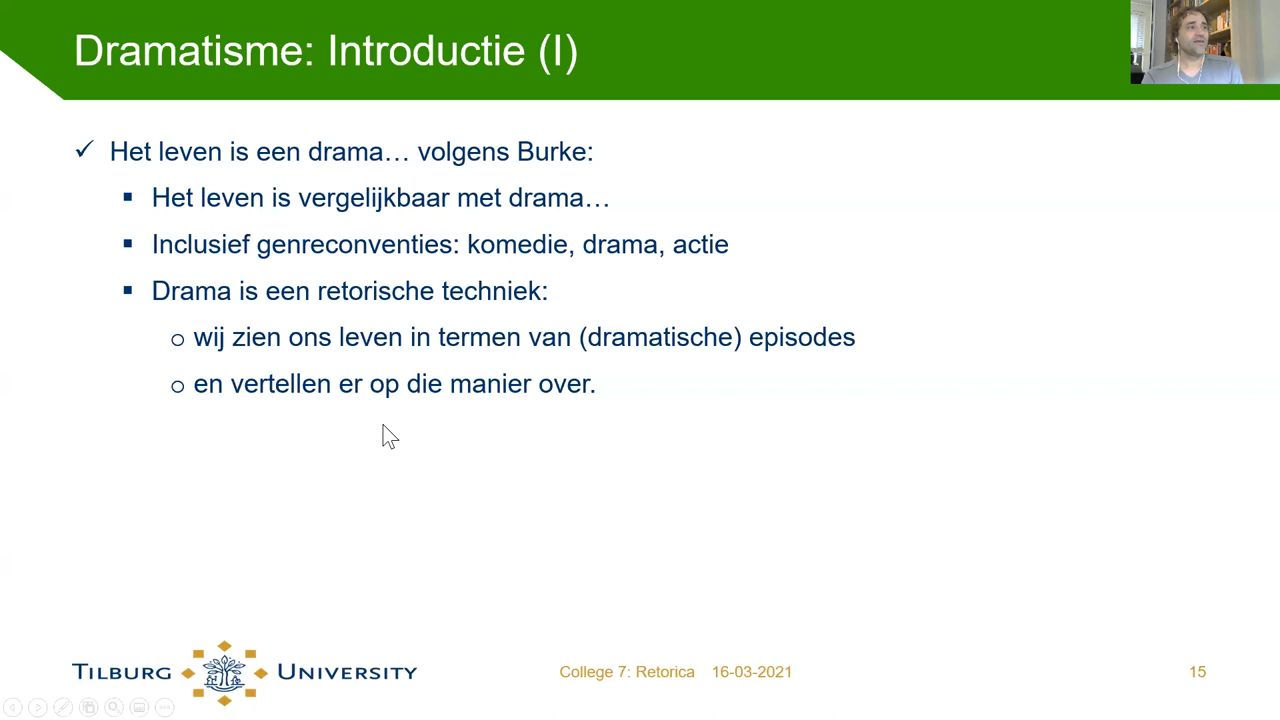 Dramatisme: Introductie (I)
Het leven is een drama… volgens Burke:
Het leven is vergelijkbaar met drama…
Inclusief genreconventies: komedie, drama, actie
Drama is een retorische techniek:
wij zien ons leven in termen van (dramatische) episodes
en vertellen er op die manier over.
TILBURG UNIVERSITY
College 7: Retorica 16-03-2021
15